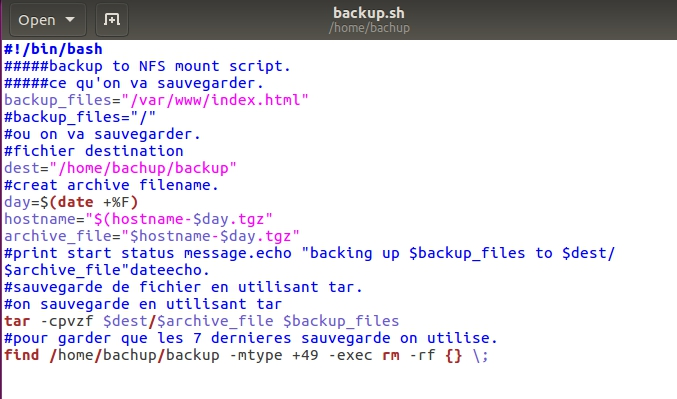 Open
backup.sh
/home/bachup
#!/bin/bash
#####backup to NFS mount script.
#####ce qu'on va sauvegarder.
backup_files="/var/www/index.html"
#backup_files="/"
#ou on va sauvegarder.
#fichier destination
dest="/home/bachup/backup"
#creat archive filename.
day=$(date +%F)
hostname="$(hostname-$day.tgz"
archive_file="$hostname-$day.tgz"
#print start status message.echo "backing up $backup_files to $dest/
$archive_file"dateecho.
#sauvegarde de fichier en utilisant tar.
#on sauvegarde en utilisant tar
tar -cpvzf $dest/$archive_file $backup_files
#pour garder que les 7 dernieres sauvegarde on utilise.
find /home/bachup/backup -mtype +49 -exec rm -rf {} \;